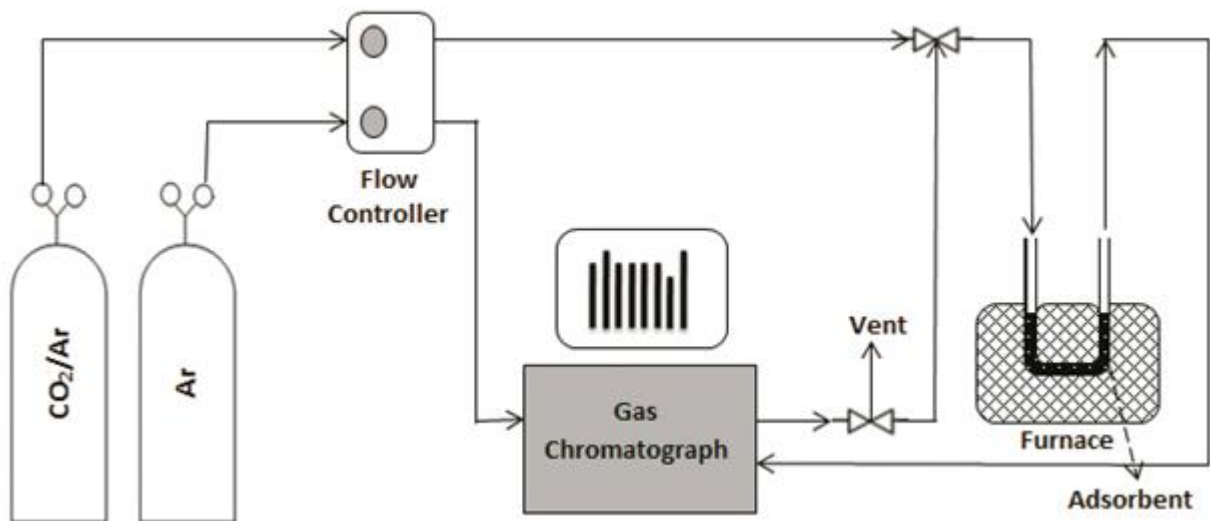 CO₂/Ar
Ar
Flow
Controller
Gas
Chromatograph
Vent
Furnace
Adsorbent